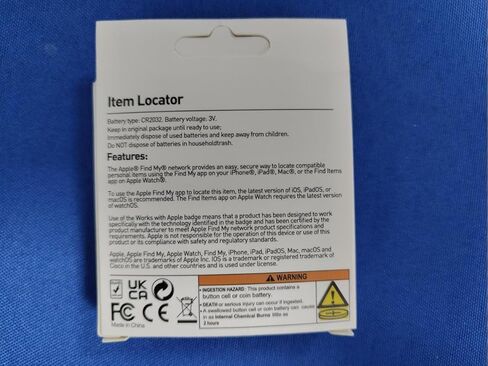 Item Locator
Battery type: CR2032. Battery voltage. 3V.
Keep in original package until ready to use;
Immediately dispose of used batteries and keep away from children.
Do NOT dispose of batteries in householdtrash.
Features:
The Apple® Find My® network provides an easy, secure way to locate compatible
personal items using the Find My app on your iPhone®, iPad®, Mac®, or the Find Items
app on Apple Watch®.
To use the Apple Find My app to locate this item, the latest version of iOS, iPadOS, or
macOS is recommended. The Find Items app on Apple Watch requires the latest version
of watchOS.
Use of the Works with Apple badge means that a product has been designed to work
specifically with the technology identified in the badge and has been certified by the
product manufacturer to meet Apple Find My network product specifications and
requirements. Apple is not responsible for the operation of this device or use of this
product or its compliance with safety and regulatory standards.
Apple, Apple Find My, Apple Watch, Find My, iPhone, iPad, iPadOS, Mac, macOS and
watchOS are trademarks of Apple Inc. IOS is a trademark or registered trademark of
Cisco in the U.S. and other countries and is used under license.
UK
CA
FC CE
Made in China
WARNING
• INGESTION HAZARD: This product contains a
button cell or coin battery.
• DEATH or serious injury can occur if ingested.
• A swallowed button cell or coin battery can cause
Internal Chemical Burns in as little as
2 hours